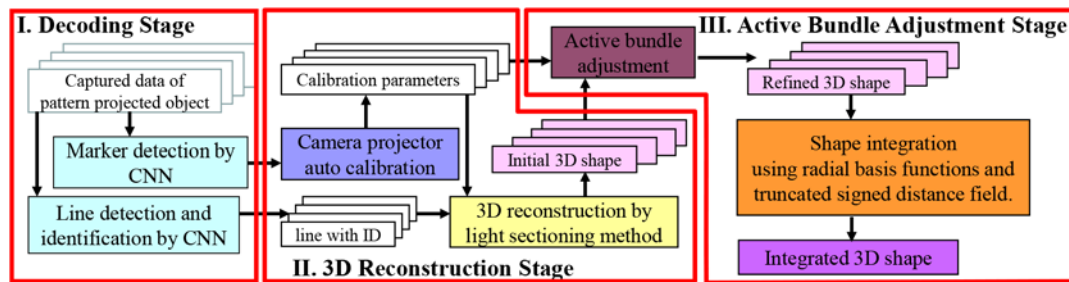 I. Decoding Stage
Captured data of
pattern projected object
Marker detection by
CNN
Line detection and
identification by CNN
Calibration parameters
Camera projector
auto calibration
line with ID
Initial 3D shape
3D reconstruction by
light sectioning method
II. 3D Reconstruction Stage
Active bundle
adjustment
III. Active Bundle Adjustment Stage
Refined 3D shape
Shape integration
using radial basis functions and
truncated signed distance field.
Integrated 3D shape